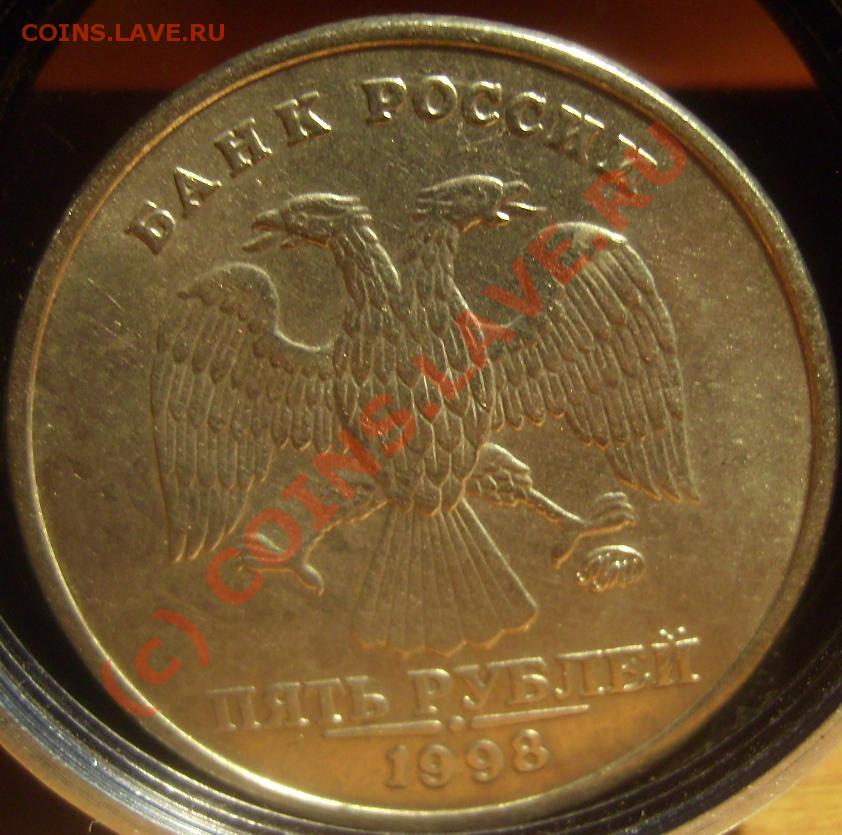 COINS.LAVE.RU
БАНК РОССИИ
(c) COINS.LAVE.RU
ПЯТЬ РУБЛЕЙ
1998